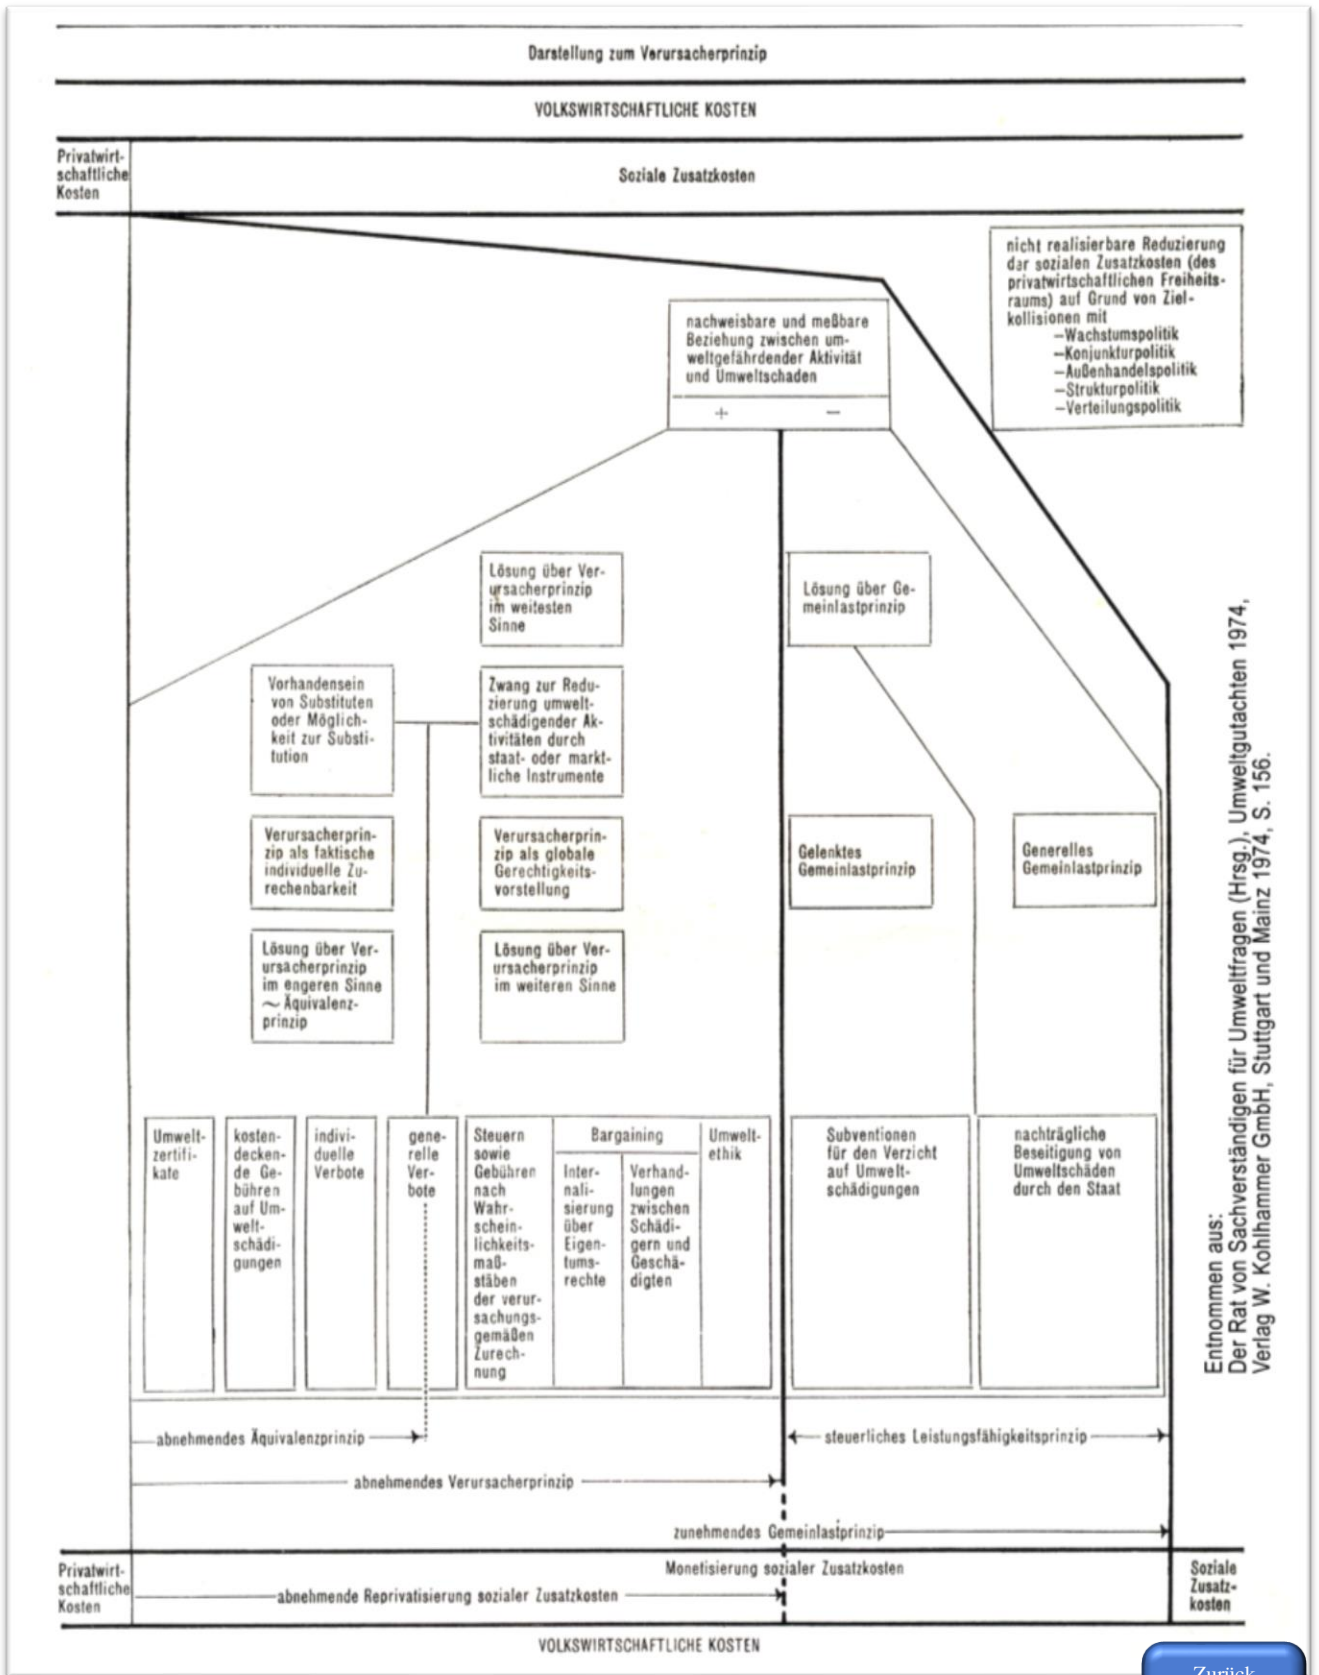 Darstellung zum Verursacherprinzip
VOLKSWIRTSCHAFTLICHE KOSTEN
Privatwirt-
schaftliche
Kosten
Soziale Zusatzkosten
nicht realisierbare Reduzierung
der sozialen Zusatzkosten (des
privatwirtschaftlichen Freiheits-
raums) auf Grund von Ziel-
kollisionen mit
—Wachstumspolitik
—Konjunkturpolitik
—Außenhandelspolitik
—Strukturpolitik
—Verteilungspolitik
nachweisbare und meßbare
Beziehung zwischen um-
weltgefährdender Aktivität
und Umweltschaden
+ —
Lösung über Ver-
ursacherprinzip
im weitesten
Sinne
Lösung über Ge-
meinlastprinzip
Vorhandensein
von Substituten
oder Möglich-
keit zur Substi-
tution
Zwang zur Redu-
zierung umwelt-
schädigender Ak-
tivitäten durch
staat- oder markt-
liche Instrumente
Verursacherprin-
zip als faktische
individuelle Zu-
rechenbarkeit
Verursacherprin-
zip als globale
Gerechtigkeits-
vorstellung
Gelenktes
Gemeinlastprinzip
Generelles
Gemeinlastprinzip
Lösung über Ver-
ursacherprinzip
im engeren Sinne
~ Äquivalenz-
prinzip
Lösung über Ver-
ursacherprinzip
im weiteren Sinne
Umwelt-
zertifi-
kate
kosten-
decken-
de Ge-
bühren
auf Um-
welt-
schädi-
gungen
indivi-
duelle
Verbote
gene-
relle
Ver-
bote
Steuern
sowie
Gebühren
nach
Wahr-
schein-
lichkeits-
maß-
stäben
der verur-
sachungs-
gemäßen
Zurech-
nung
Bargaining
Inter-
nali-
sierung
über
Eigen-
tums-
rechte
Verhand-
lungen
zwischen
Schädi-
gern und
Geschä-
digten
Umwelt-
ethik
Subventionen
für den Verzicht
auf Umwelt-
schädigungen
nachträgliche
Beseitigung von
Umweltschäden
durch den Staat
abnehmendes Äquivalenzprinzip
steuerliches Leistungsfähigkeitsprinzip
abnehmendes Verursacherprinzip
zunehmendes Gemeinlastprinzip
Privatwirt-
schaftliche
Kosten
Monetisierung sozialer Zusatzkosten
abnehmende Reprivatisierung sozialer Zusatzkosten
Soziale
Zusatz-
kosten
VOLKSWIRTSCHAFTLICHE KOSTEN
Entnommen aus:
Der Rat von Sachverständigen für Umweltfragen (Hrsg.), Umweltgutachten 1974,
Verlag W. Kohlhammer GmbH, Stuttgart und Mainz 1974, S. 156.
Zurück